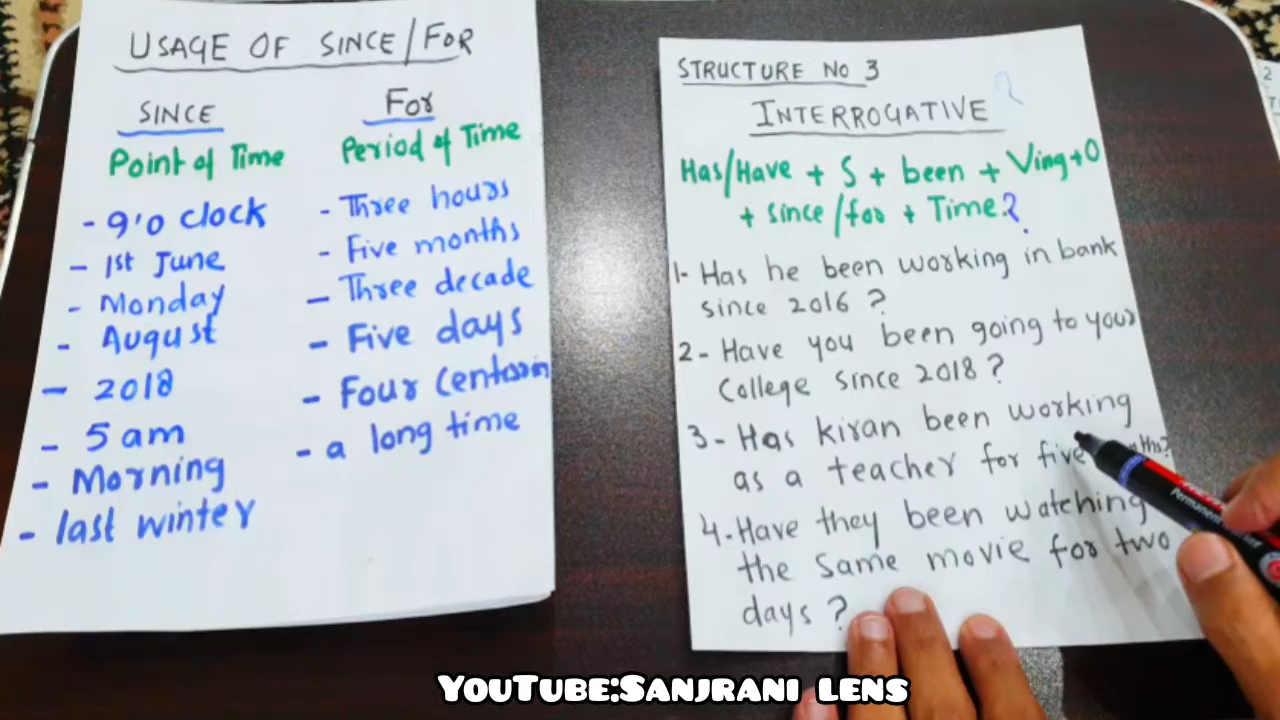 USAGE OF SINCE/FOR
SINCE
Point of Time
- 9'o clock
- 1st June
- Monday
- August
- 2018
- 5 am
- Morning
- last winter
For
Period of Time
- Three hours
- Five months
- Three decade
- Five days
- Four
- a long time
STRUCTURE NO 3
INTERROGATIVE
Has/Have + S + been + Ving+O
+ since/for + Time?
1- Has he been working in bank
since 2016 ?
2- Have you been going to your
College since 2018 ?
3- Has kiran been working
as a teacher for five
4. Have they been watching
the same movie for two
days ?
Permanent
YouTube:Sanjrani lens